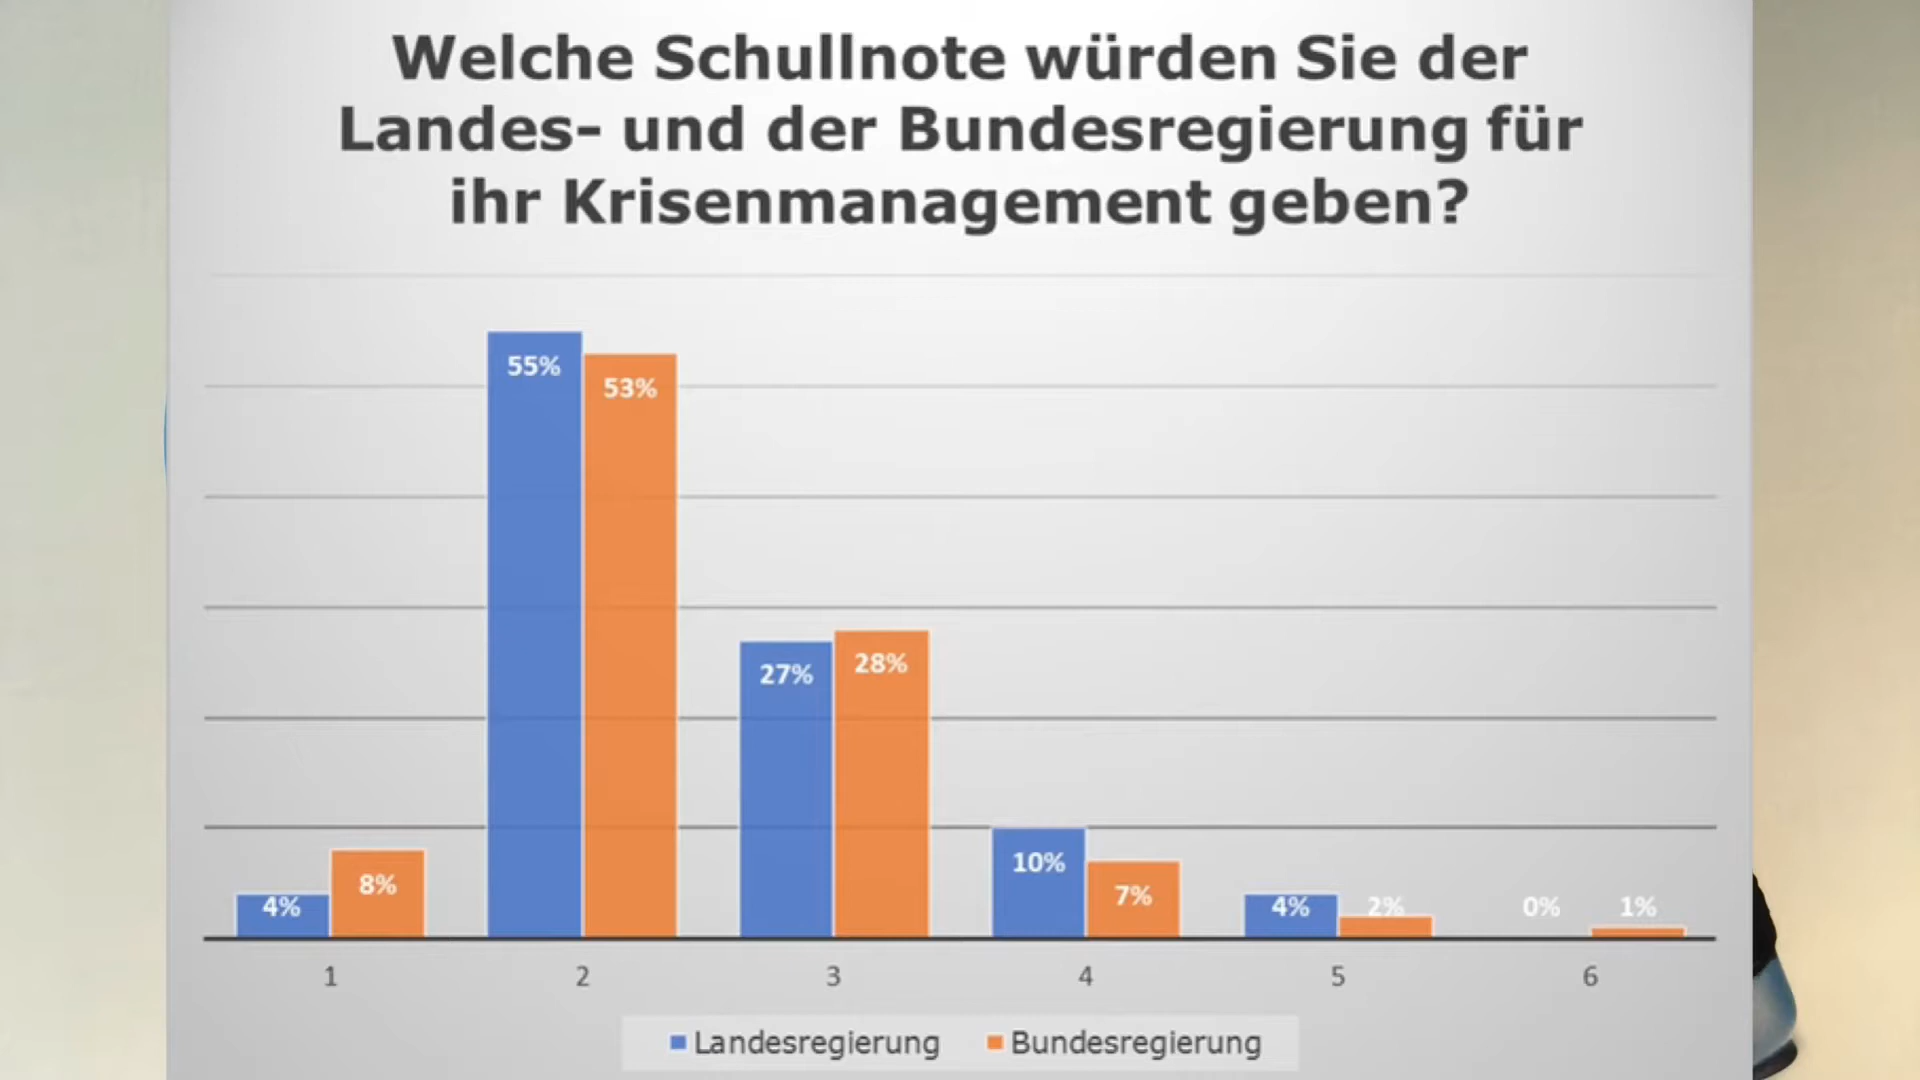 Welche Schullnote würden Sie der
Landes- und der Bundesregierung für
ihr Krisenmanagement geben?
55%
53%
27%
28%
4%
8%
10%
7%
4%
2%
0%
1%
1 2 3 4 5 6
Landesregierung Bundesregierung